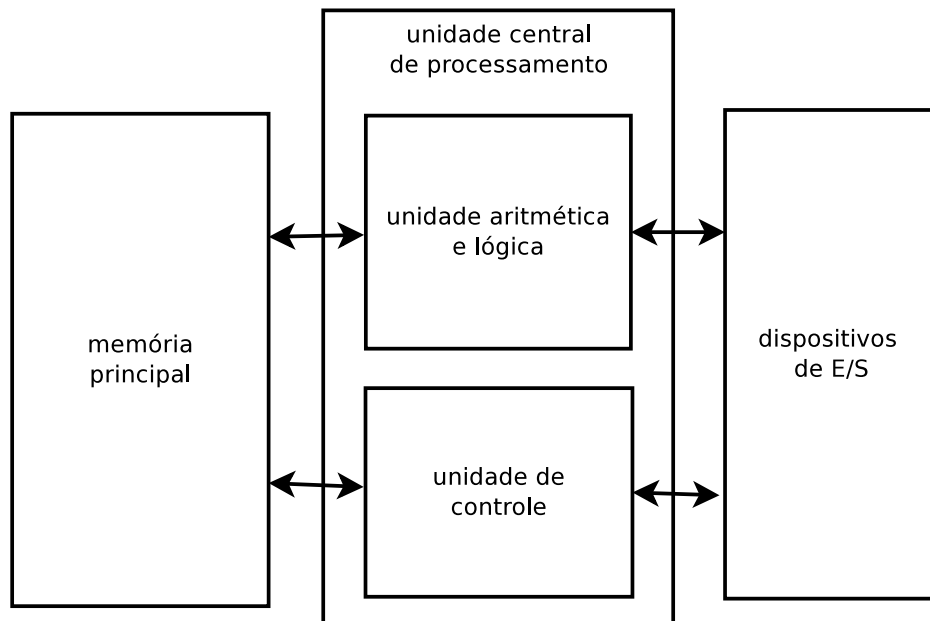 unidade central
de processamento
unidade aritmética
e lógica
memória
principal
dispositivos
de E/S
unidade de
controle